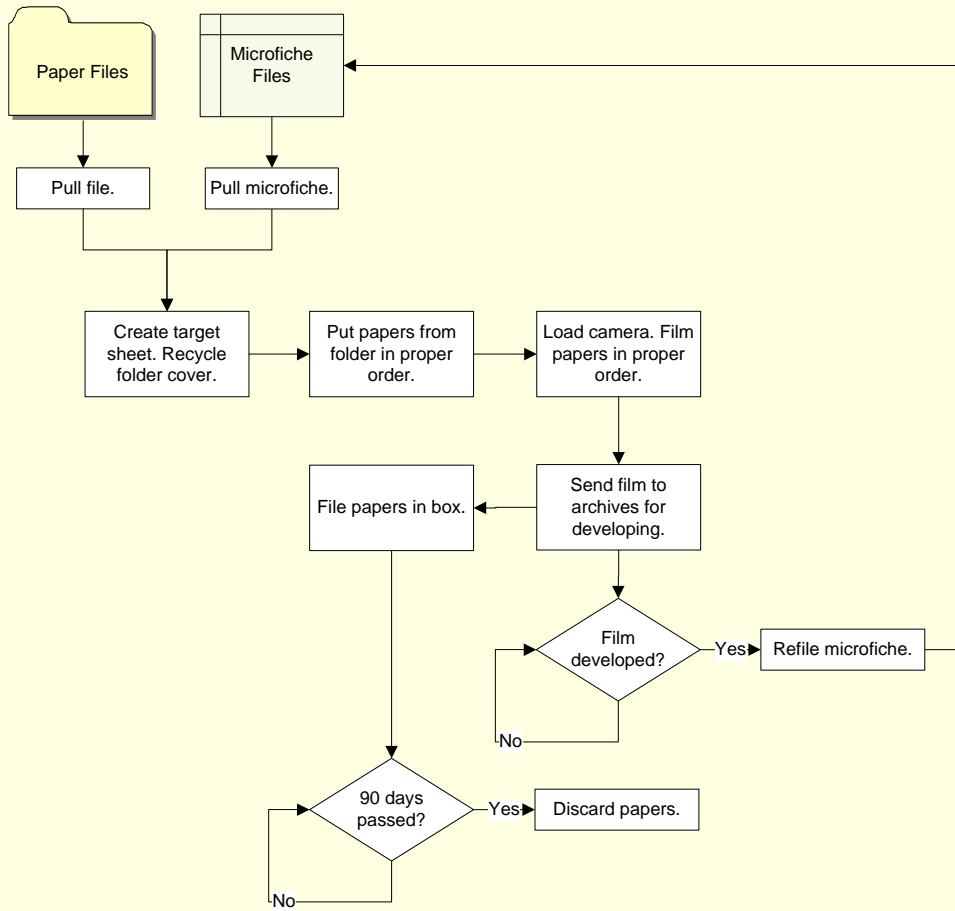 Paper Files
Microfiche
Files
Pull file.
Pull microfiche.
Create target
sheet. Recycle
folder cover.
Put papers from
folder in proper
order.
Load camera. Film
papers in proper
order.
File papers in box.
Send film to
archives for
developing.
Film
developed?
Yes
Refile microfiche.
No
90 days
passed?
Yes
Discard papers.
No